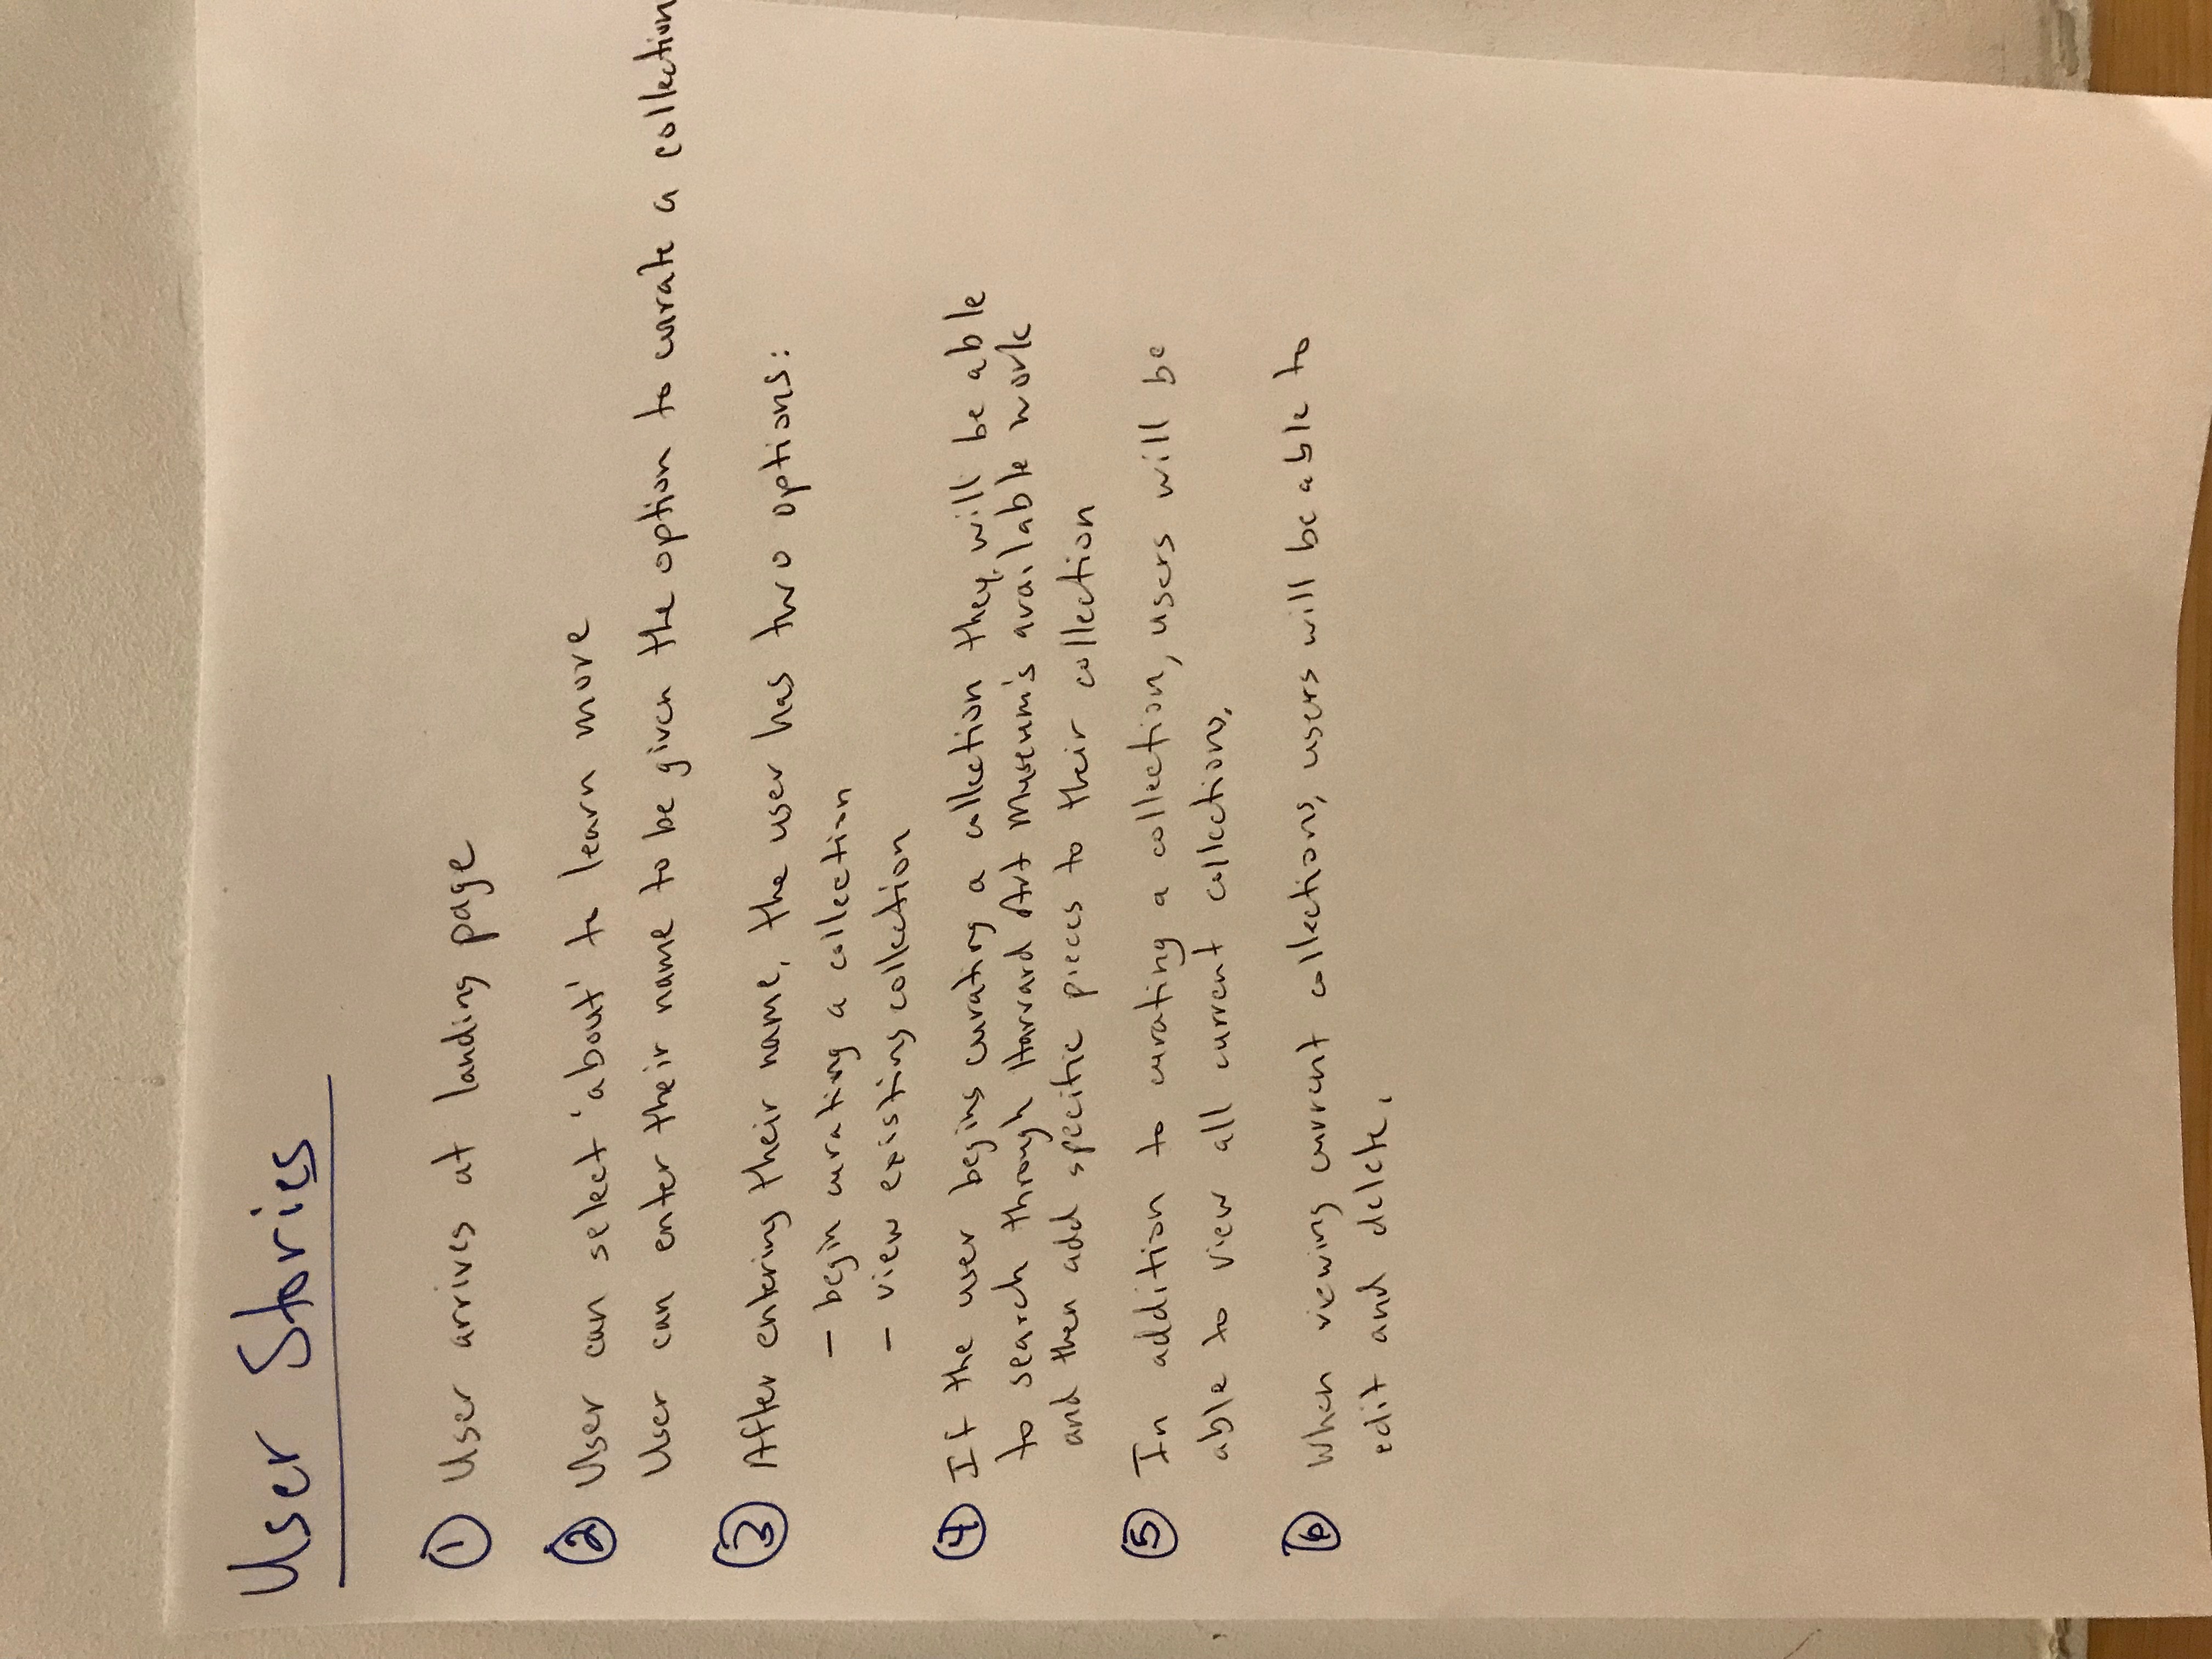 User Stories
① User arrives at landing page
② User can select 'about' to learn more
User can enter their name to be given the option to curate a collection
③ After entering their name, the user has two options:
- begin curating a collection
- view existing collection
④ If the user begins curating a collection they will be able
to search through Harvard Art Museum's available work
and then add specific pieces to their collection
⑤ In addition to curating a collection, users will be
able to view all current collections.
⑥ When viewing current collections, users will be able to
edit and delete.